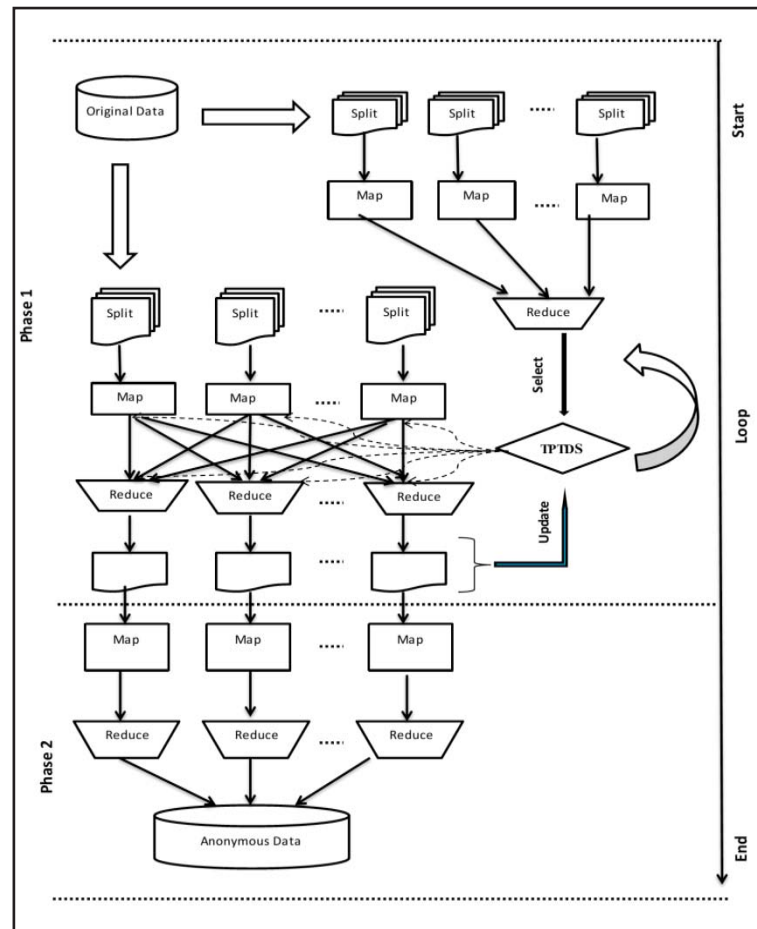 Original Data
Split
Split
Split
Start
Map
Map
Map
Reduce
Phase 1
Split
Split
Split
Select
Map
Map
Map
Loop
TPTDS
Reduce
Reduce
Reduce
Update
Map
Map
Map
Phase 2
Reduce
Reduce
Reduce
Anonymous Data
End